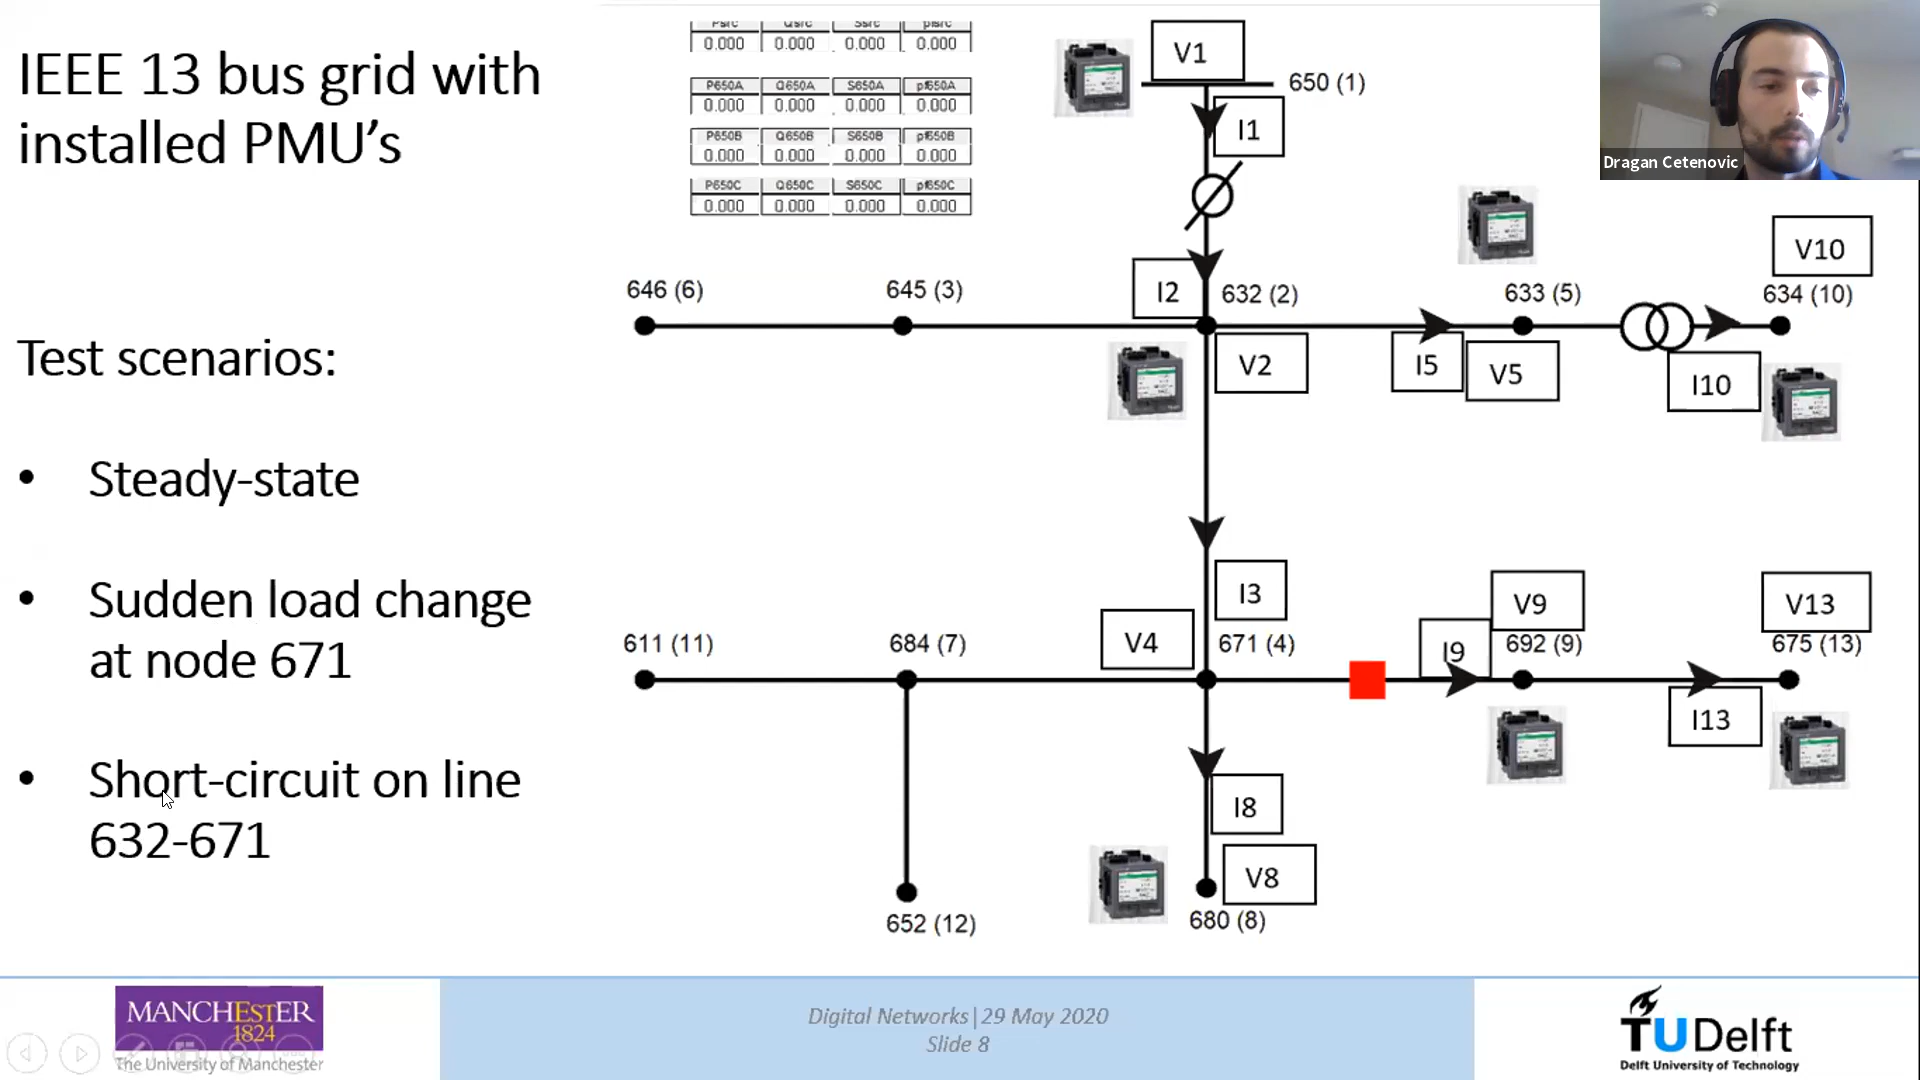 IEEE 13 bus grid with
installed PMU's
Test scenarios:
• Steady-state
• Sudden load change
at node 671
• Short-circuit on line
632-671
Psrc Qsrc Ssrc pfsrc
0.000 0.000 0.000 0.000
P650A Q650A S650A pf650A
0.000 0.000 0.000 0.000
P650B Q650B S650B pf650B
0.000 0.000 0.000 0.000
P650C Q650C S650C pf650C
0.000 0.000 0.000 0.000
V1
650 (1)
I1
Dragan Cetenovic
V10
646 (6)
645 (3)
I2
632 (2)
633 (5)
634 (10)
V2
I5
V5
I10
I3
V9
V13
611 (11)
684 (7)
V4
671 (4)
I9
692 (9)
675 (13)
I13
I8
V8
652 (12)
680 (8)
MANCHESTER
1824
The University of Manchester
Digital Networks|29 May 2020
Slide 8
TUDelft
Delft University of Technology